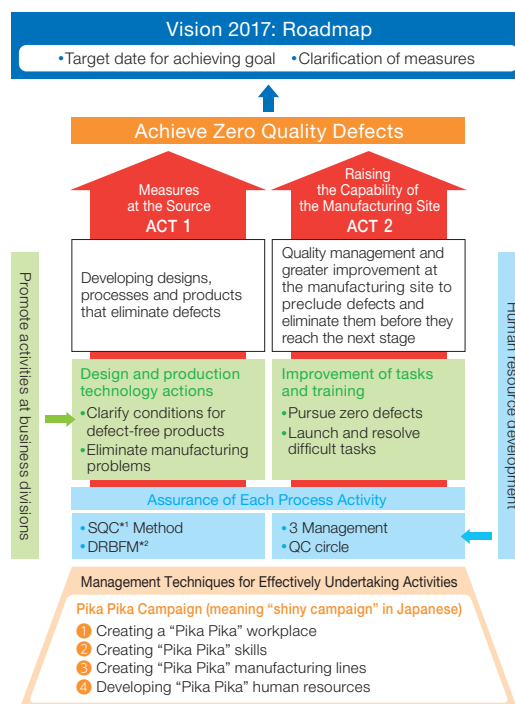 Vision 2017: Roadmap
•Target date for achieving goal •Clarification of measures
Achieve Zero Quality Defects
Measures
at the Source
ACT 1
Raising
the Capability of
the Manufacturing Site
ACT 2
Developing designs,
processes and products
that eliminate defects
Quality management and
greater improvement at
the manufacturing site to
preclude defects and
eliminate them before they
reach the next stage
Promote activities at business divisions
Design and production
technology actions
•Clarify conditions for
defect-free products
•Eliminate manufacturing
problems
Improvement of tasks
and training
•Pursue zero defects
•Launch and resolve
difficult tasks
Human resource development
Assurance of Each Process Activity
•SQC*1 Method
•DRBFM*2
•3 Management
•QC circle
Management Techniques for Effectively Undertaking Activities
Pika Pika Campaign (meaning “shiny campaign” in Japanese)
1 Creating a “Pika Pika” workplace
2 Creating “Pika Pika” skills
3 Creating “Pika Pika” manufacturing lines
4 Developing “Pika Pika” human resources